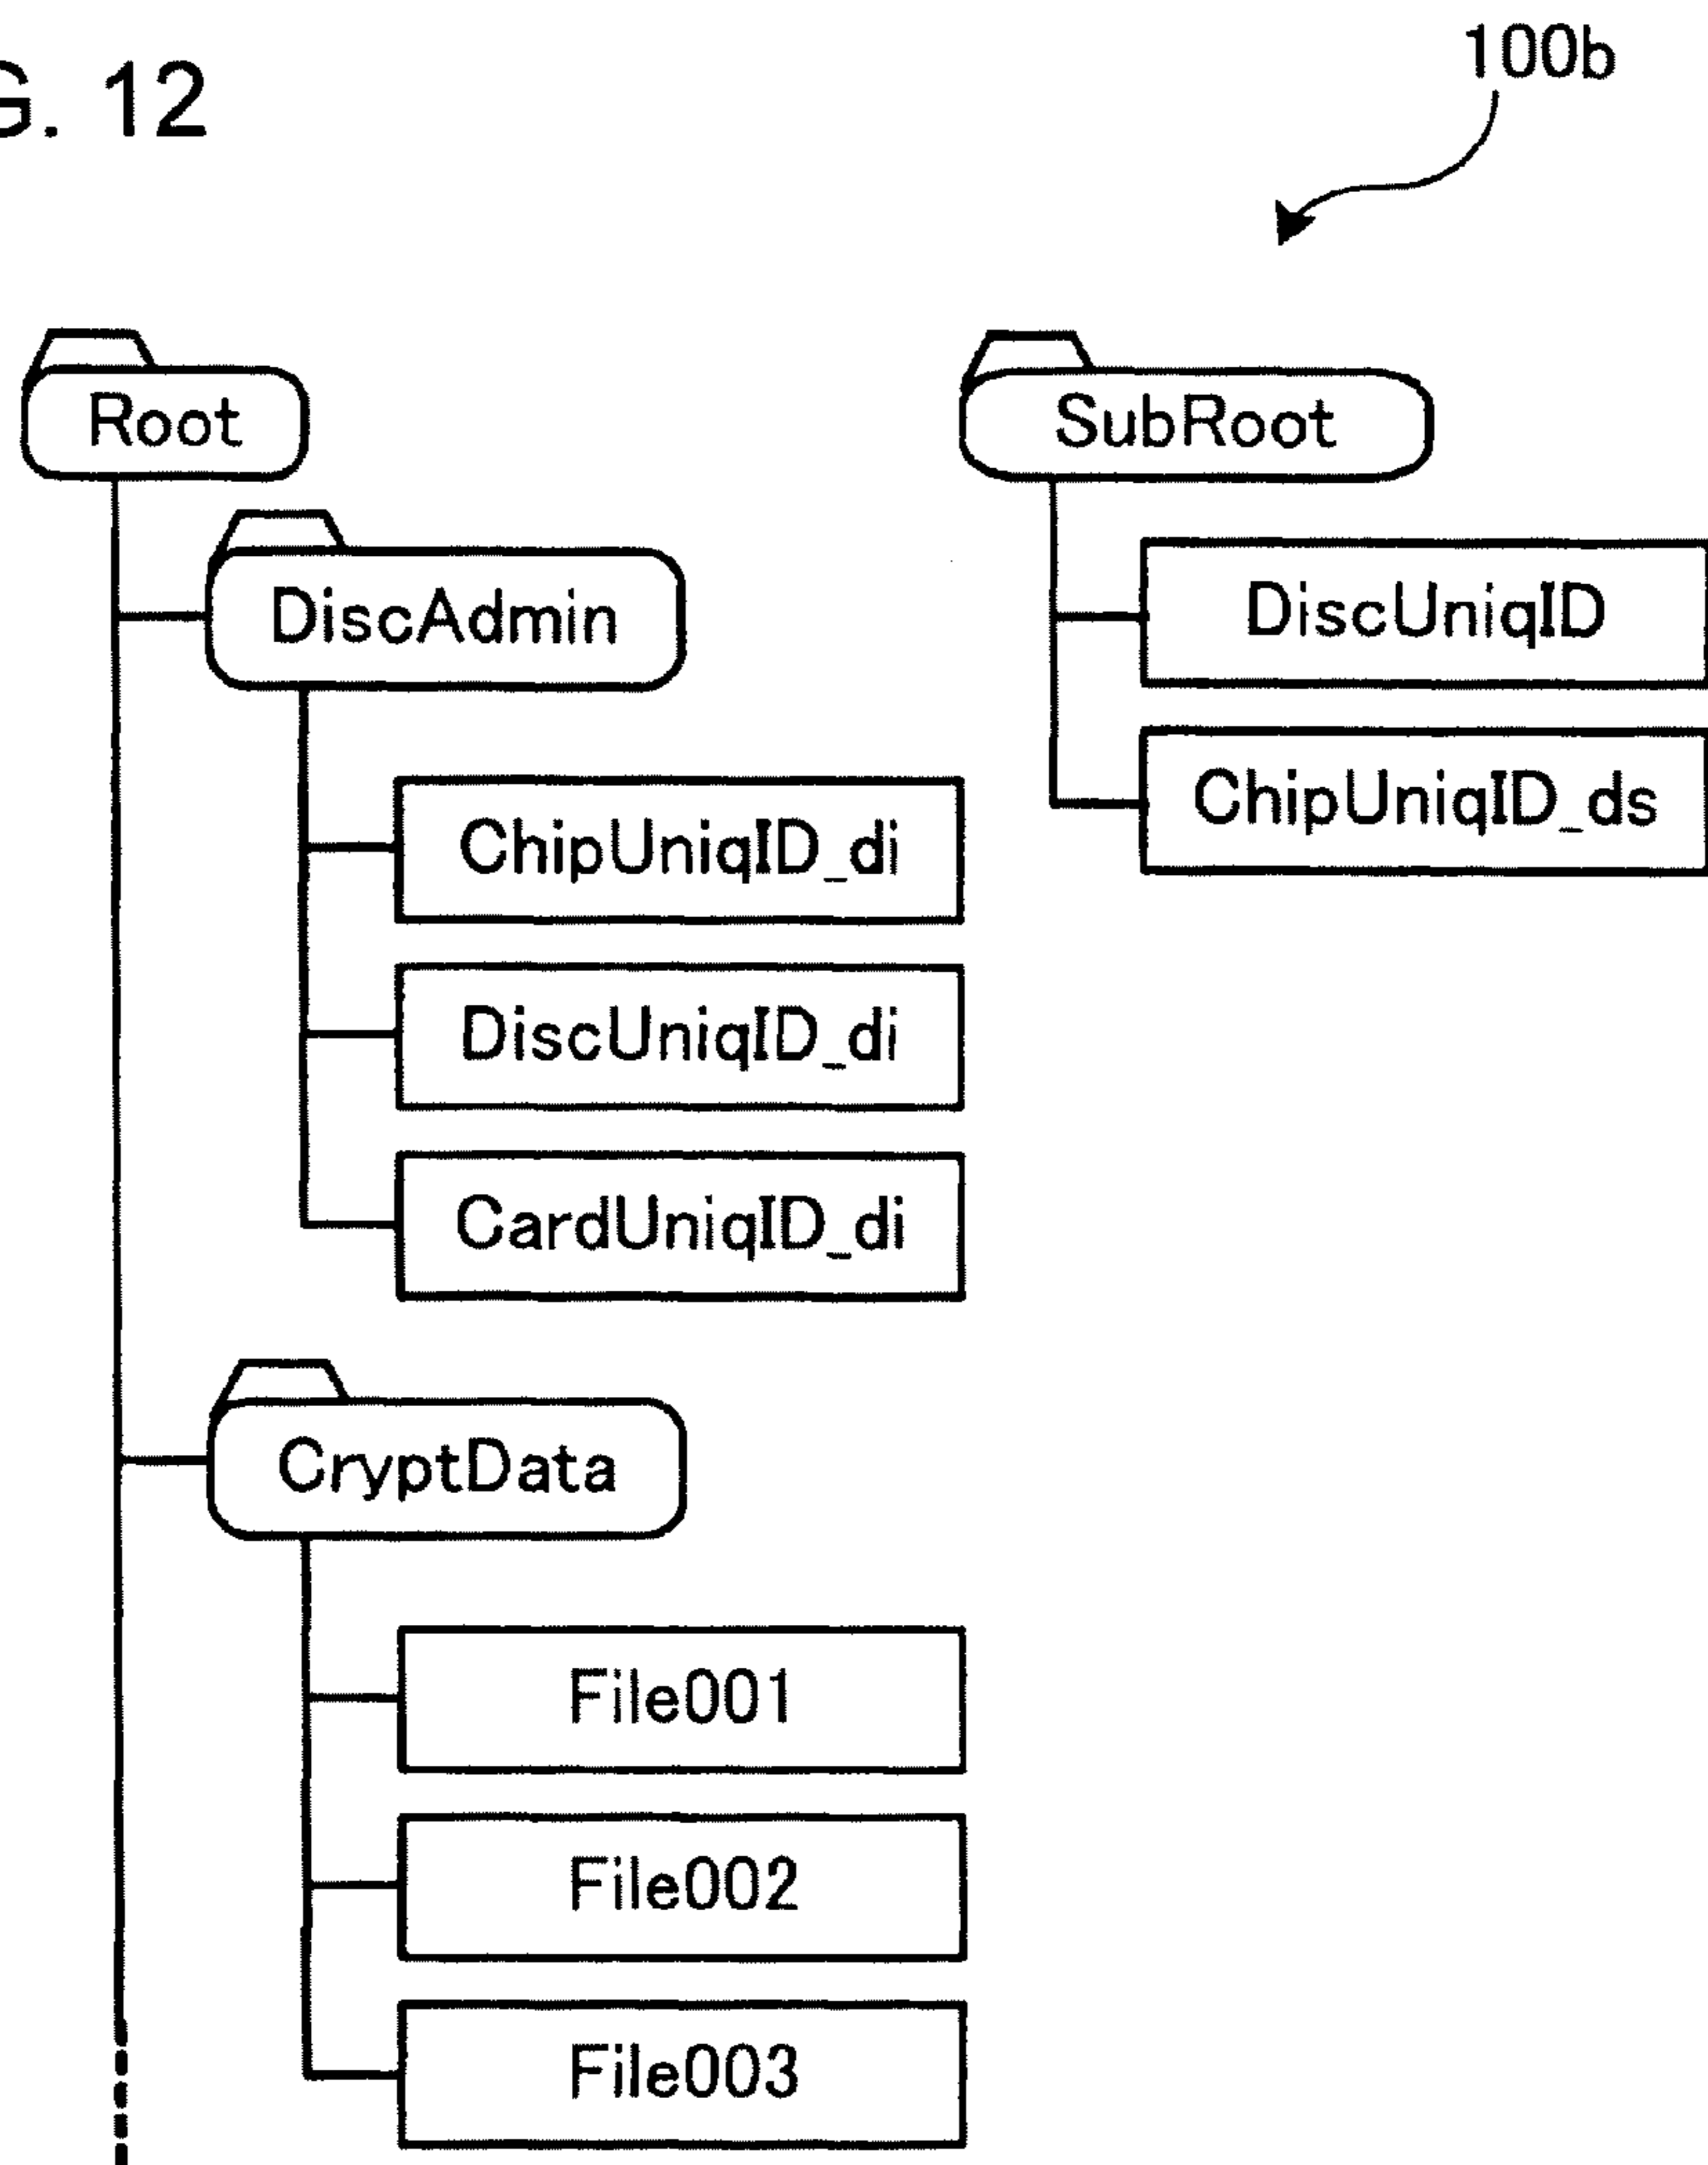 G. 12
100b
Root
DiscAdmin
ChipUniqID_di
DiscUniqID_di
CardUniqID_di
CryptData
File001
File002
File003
SubRoot
DiscUniqID
ChipUniqID_ds